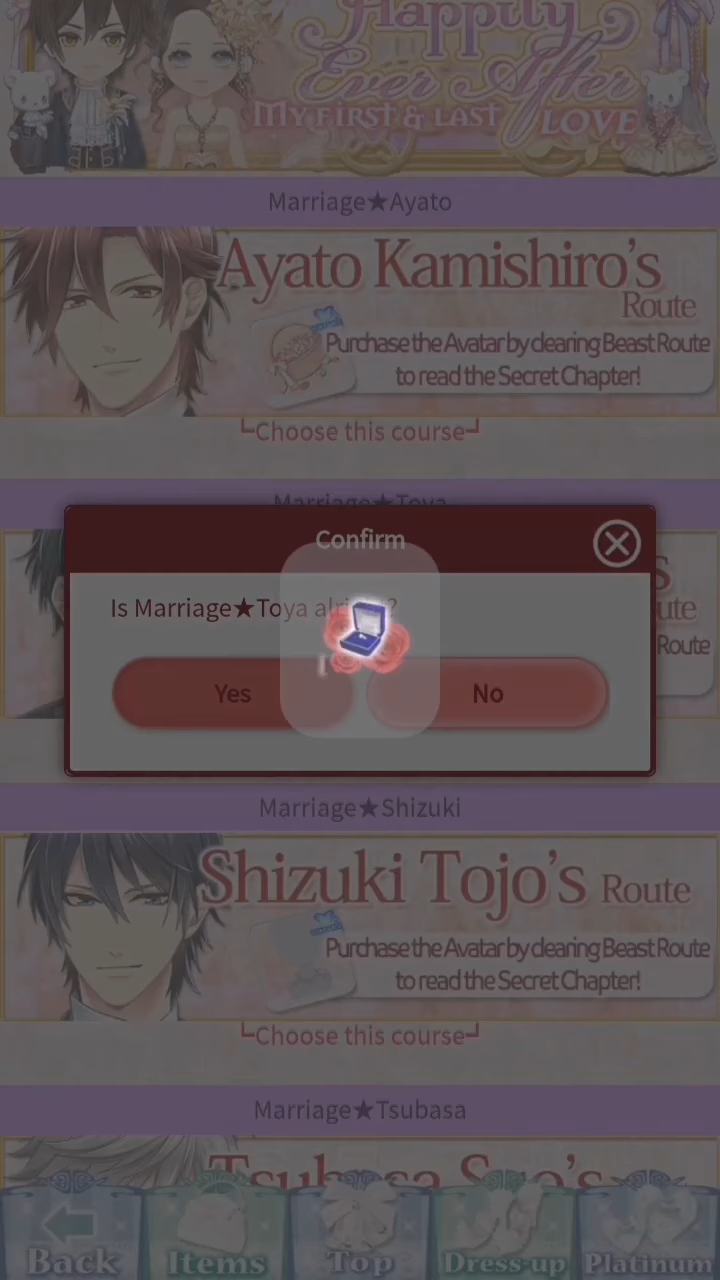 Happily
Ever After
MY FIRST & LAST LOVE
Marriage★Ayato
Ayato Kamishiro's
Route
Purchase the Avatar by clearing Beast Route
to read the Secret Chapter!
┗Choose this course┛
Marriage★Toya
Confirm
Is Marriage★Toya alright?
Yes
No
Route
Marriage★Shizuki
Shizuki Tojo's Route
Purchase the Avatar by clearing Beast Route
to read the Secret Chapter!
┗Choose this course┛
Marriage★Tsubasa
Back
Items
Top
Dress-up
Platinum